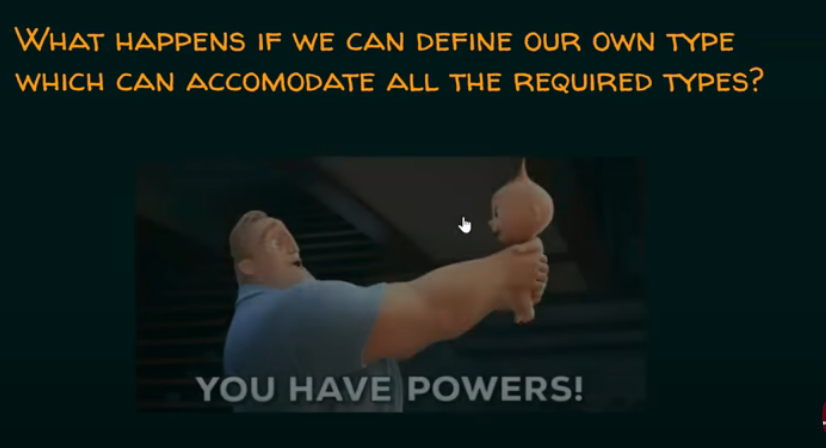 WHAT HAPPENS IF WE CAN DEFINE OUR OWN TYPE
WHICH CAN ACCOMODATE ALL THE REQUIRED TYPES?
YOU HAVE POWERS!